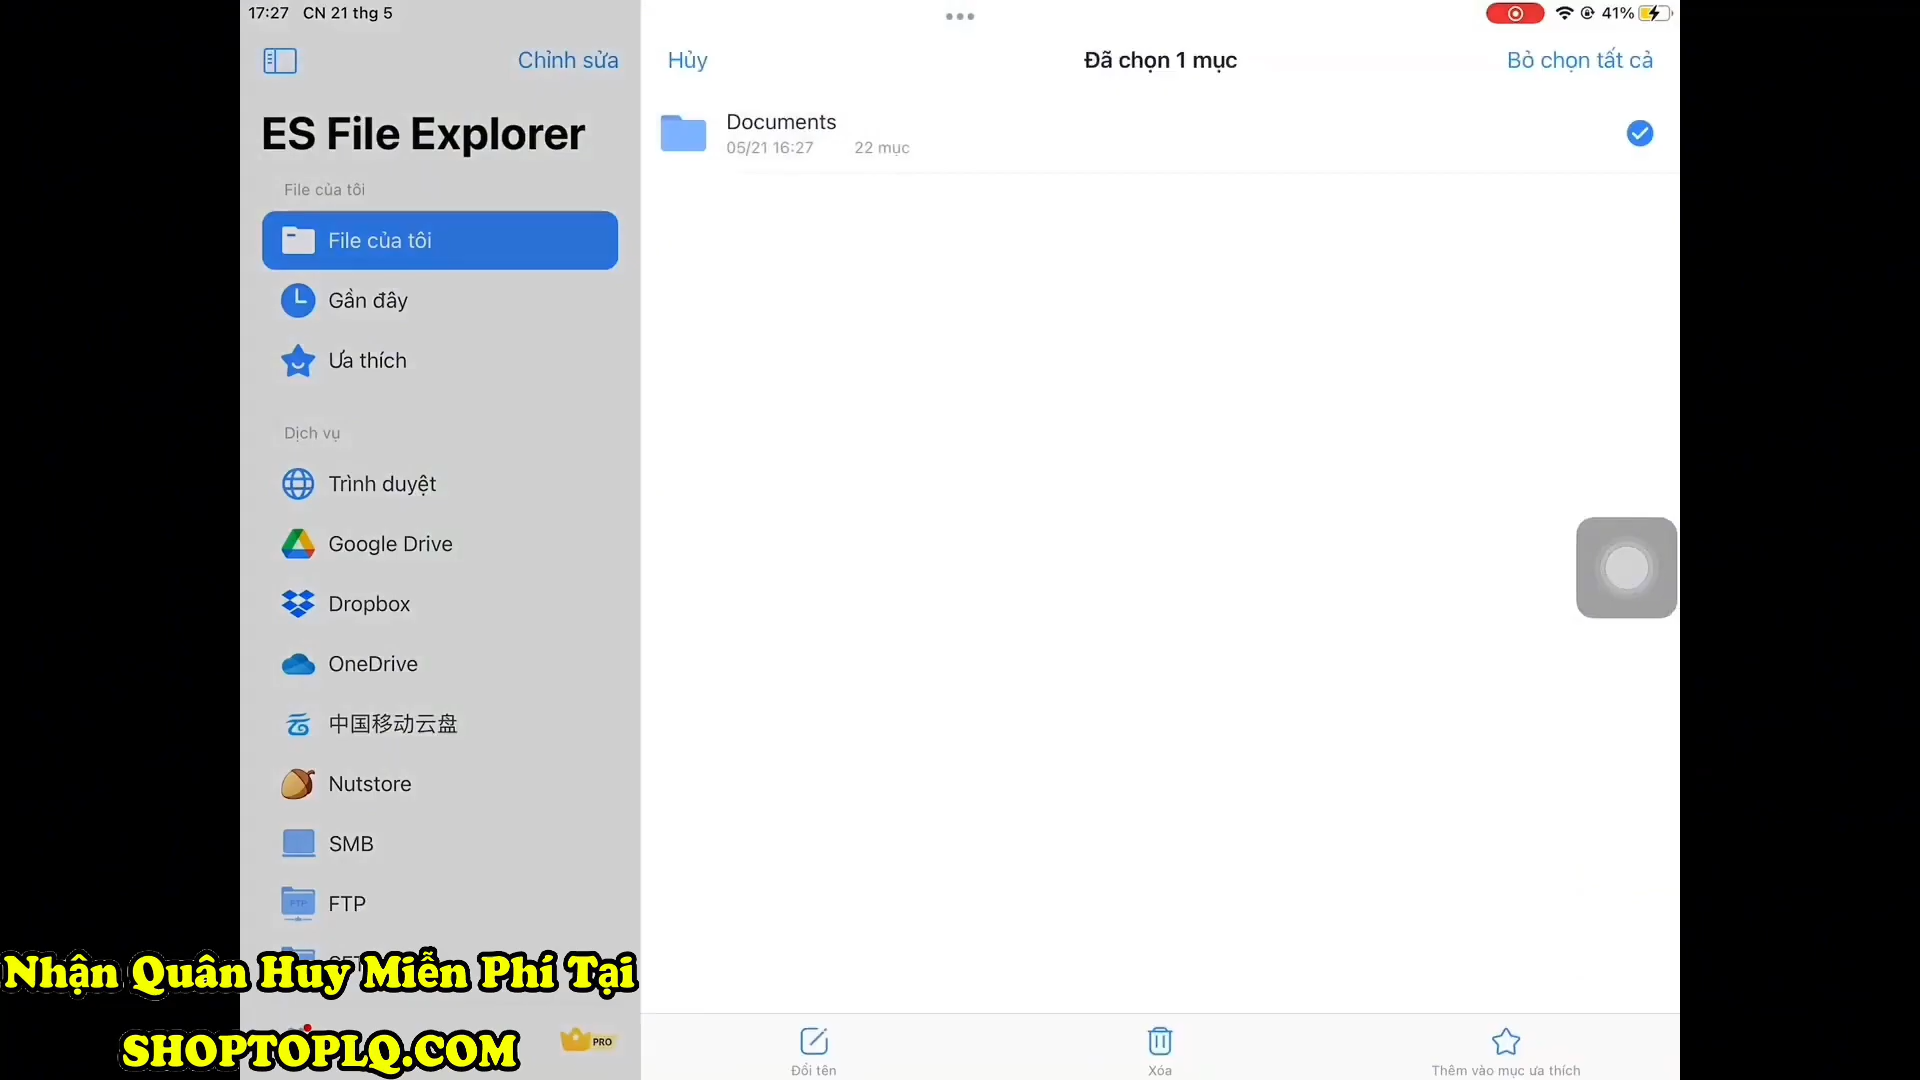 17:27 CN 21 thg 5
41%
Chỉnh sửa
Hủy
Đã chọn 1 mục
Bỏ chọn tất cả
ES File Explorer
Documents
05/21 16:27 22 mục
File của tôi
File của tôi
Gần đây
Ưa thích
Dịch vụ
Trình duyệt
Google Drive
Dropbox
OneDrive
中国移动云盘
Nutstore
SMB
FTP
Nhận Quân Huy Miễn Phí Tại
SHOPTOPLQ.COM
PRO
Đổi tên
Xóa
Thêm vào mục ưa thích